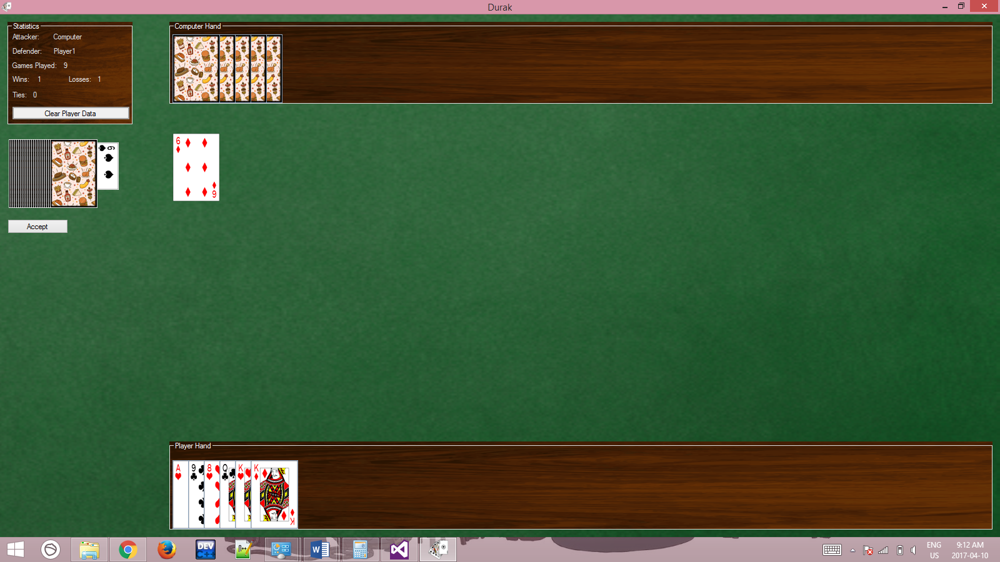 Durak
Statistics
Attacker: Computer
Defender: Player1
Games Played: 9
Wins: 1 Losses: 1
Ties: 0
Clear Player Data
Computer Hand
6
9
6
Accept
Player Hand
A 9 8 Q K K
K
DEV
C++
n++
W
ENG
US
9:12 AM
2017-04-10